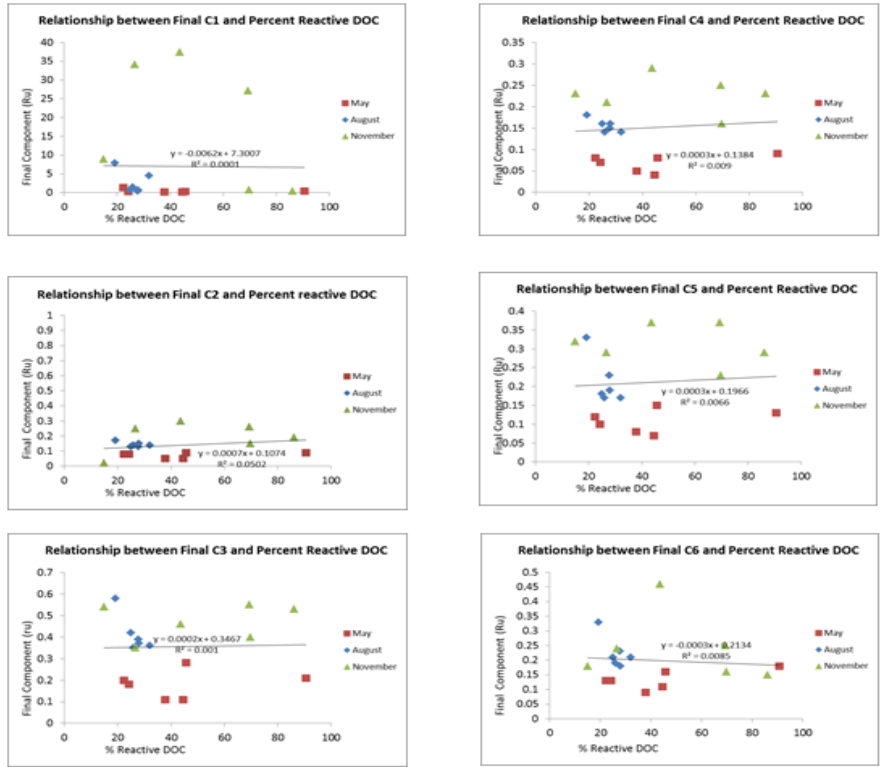 Relationship between Final C1 and Percent Reactive DOC
Final Component (Ru)
40
35
30
25
20
15
10
5
0
y = -0.0062x + 7.3007
R² = 0.0001
0 20 40 60 80 100
% Reactive DOC
May
August
November
Relationship between Final C4 and Percent Reactive DOC
Final Component (Ru)
0.35
0.3
0.25
0.2
0.15
0.1
0.05
0
y = 0.0003x + 0.1384
R² = 0.009
0 20 40 60 80 100
% Reactive DOC
May
August
November
Relationship between Final C2 and Percent reactive DOC
Final Component (Ru)
1
0.9
0.8
0.7
0.6
0.5
0.4
0.3
0.2
0.1
0
y = 0.0007x + 0.1074
R² = 0.0502
0 20 40 60 80 100
% Reactive DOC
May
August
November
Relationship between Final C5 and Percent Reactive DOC
Final Component (Ru)
0.4
0.35
0.3
0.25
0.2
0.15
0.1
0.05
0
y = 0.0003x + 0.1966
R² = 0.0066
0 20 40 60 80 100
% Reactive DOC
May
August
November
Relationship between Final C3 and Percent Reactive DOC
Final Component (ru)
0.7
0.6
0.5
0.4
0.3
0.2
0.1
0
y = 0.0002x + 0.3467
R² = 0.001
0 20 40 60 80 100
% Reactive DOC
May
August
November
Relationship between Final C6 and Percent Reactive DOC
Final Component (Ru)
0.5
0.45
0.4
0.35
0.3
0.25
0.2
0.15
0.1
0.05
0
y = -0.0003x + 0.2134
R² = 0.0085
0 20 40 60 80 100
% Reactive DOC
May
August
November